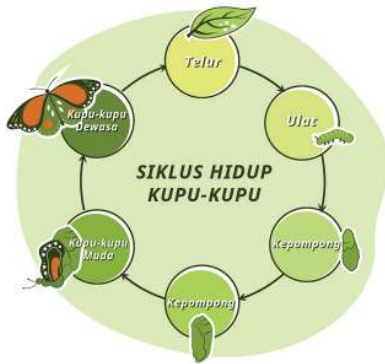 SIKLUS HIDUP
KUPU-KUPU
Telur
Ulat
Kepompong
Kepompong
Kupu-kupu
Muda
Kupu-kupu
Dewasa